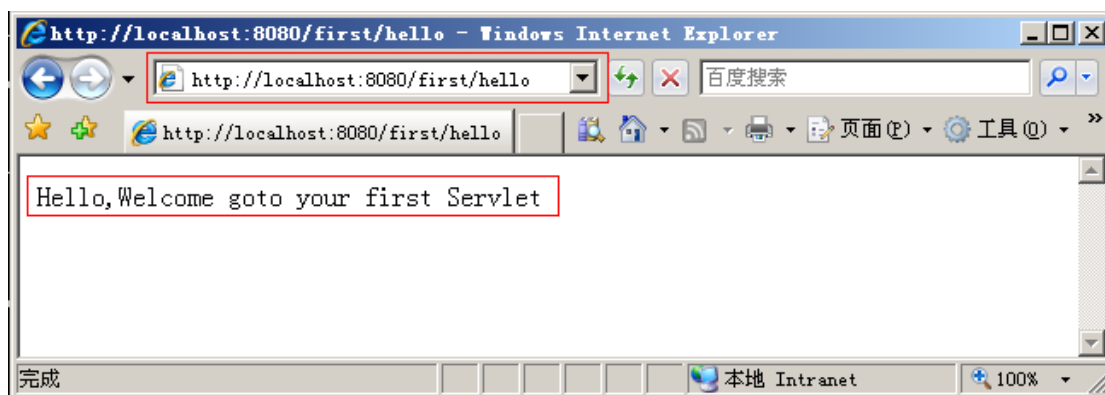 http://localhost:8080/first/hello - Windows Internet Explorer
http://localhost:8080/first/hello 百度搜索
http://localhost:8080/first/hello 页面(P) 工具(O) »
Hello,Welcome goto your first Servlet
完成 本地 Intranet 100%